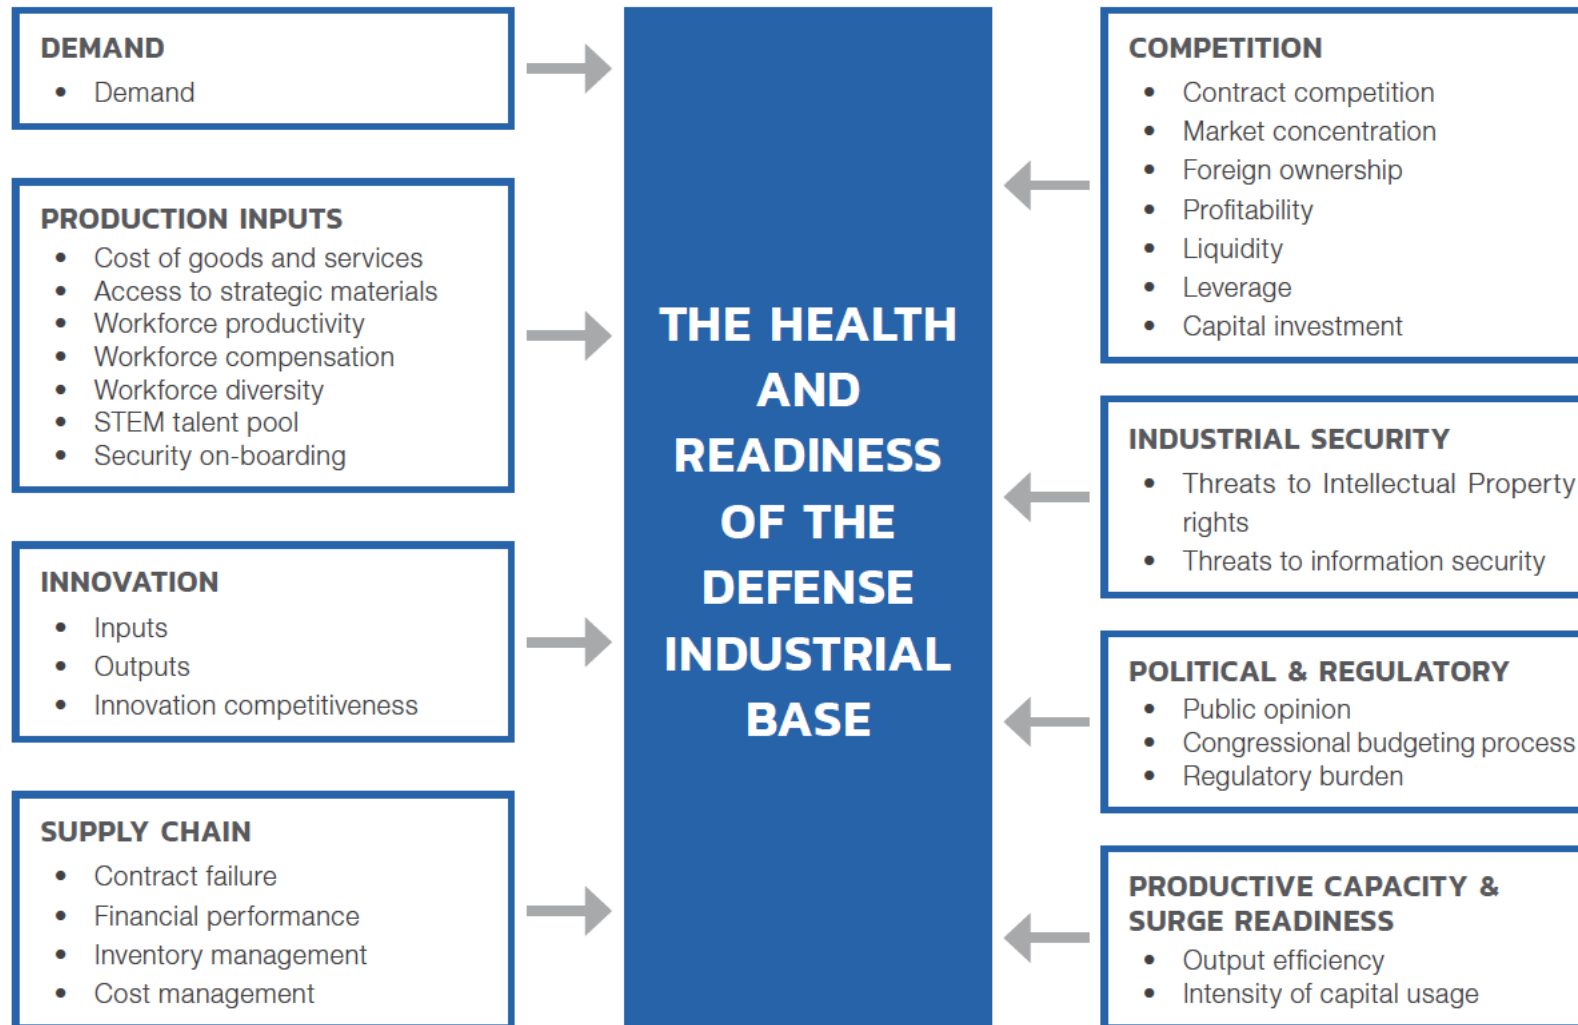 DEMAND
• Demand
PRODUCTION INPUTS
• Cost of goods and services
• Access to strategic materials
• Workforce productivity
• Workforce compensation
• Workforce diversity
• STEM talent pool
• Security on-boarding
INNOVATION
• Inputs
• Outputs
• Innovation competitiveness
SUPPLY CHAIN
• Contract failure
• Financial performance
• Inventory management
• Cost management
THE HEALTH
AND
READINESS
OF THE
DEFENSE
INDUSTRIAL
BASE
COMPETITION
• Contract competition
• Market concentration
• Foreign ownership
• Profitability
• Liquidity
• Leverage
• Capital investment
INDUSTRIAL SECURITY
• Threats to Intellectual Property
rights
• Threats to information security
POLITICAL & REGULATORY
• Public opinion
• Congressional budgeting process
• Regulatory burden
PRODUCTIVE CAPACITY &
SURGE READINESS
• Output efficiency
• Intensity of capital usage